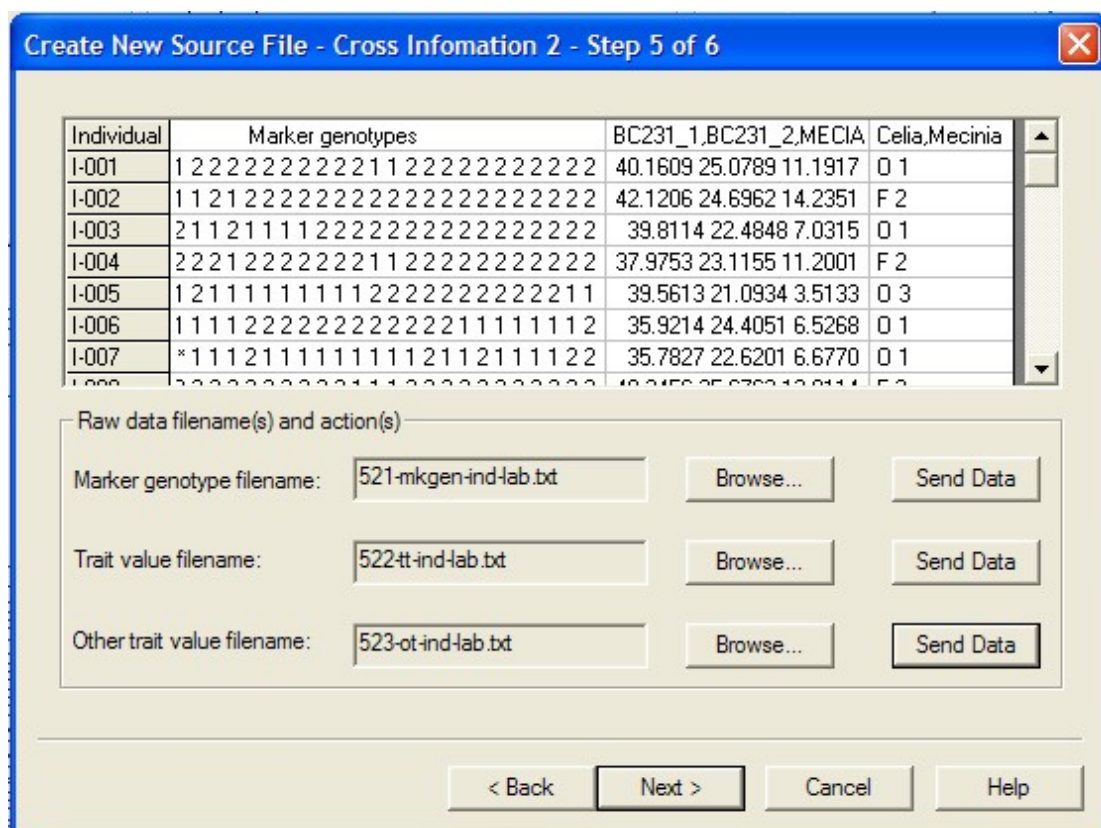 Create New Source File - Cross Infomation 2 - Step 5 of 6
Individual Marker genotypes BC231_1,BC231_2,MECIA Celia,Mecinia
I-001 1 2 2 2 2 2 2 2 2 2 2 1 1 2 2 2 2 2 2 2 2 2 2 2 40.1609 25.0789 11.1917 O 1
I-002 1 1 2 1 2 2 2 2 2 2 2 2 2 2 2 2 2 2 2 2 2 2 2 2 42.1206 24.6962 14.2351 F 2
I-003 2 1 1 2 1 1 1 1 2 2 2 2 2 2 2 2 2 2 2 2 2 2 2 2 39.8114 22.4848 7.0315 O 1
I-004 2 2 2 1 2 2 2 2 2 2 2 1 1 2 2 2 2 2 2 2 2 2 2 2 37.9753 23.1155 11.2001 F 2
I-005 1 2 1 1 1 1 1 1 1 1 1 2 2 2 2 2 2 2 2 2 2 2 1 1 39.5613 21.0934 3.5133 O 3
I-006 1 1 1 1 2 2 2 2 2 2 2 2 2 2 2 2 1 1 1 1 1 1 1 2 35.9214 24.4051 6.5268 O 1
I-007 * 1 1 1 2 1 1 1 1 1 1 1 1 1 2 1 1 2 1 1 1 1 2 2 35.7827 22.6201 6.6770 O 1
Raw data filename(s) and action(s)
Marker genotype filename: 521-mkgen-ind-lab.txt Browse... Send Data
Trait value filename: 522-tt-ind-lab.txt Browse... Send Data
Other trait value filename: 523-ot-ind-lab.txt Browse... Send Data
< Back Next > Cancel Help